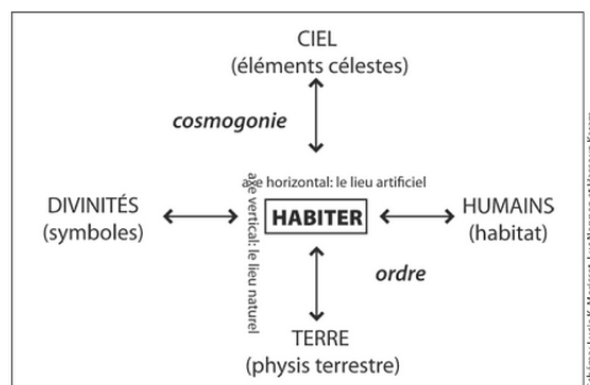 CIEL
(éléments célestes)
cosmogonie
axe horizontal: le lieu artificiel
axe vertical: le lieu naturel
DIVINITÉS
(symboles)
HABITER
HUMAINS
(habitat)
ordre
TERRE
(physis terrestre)